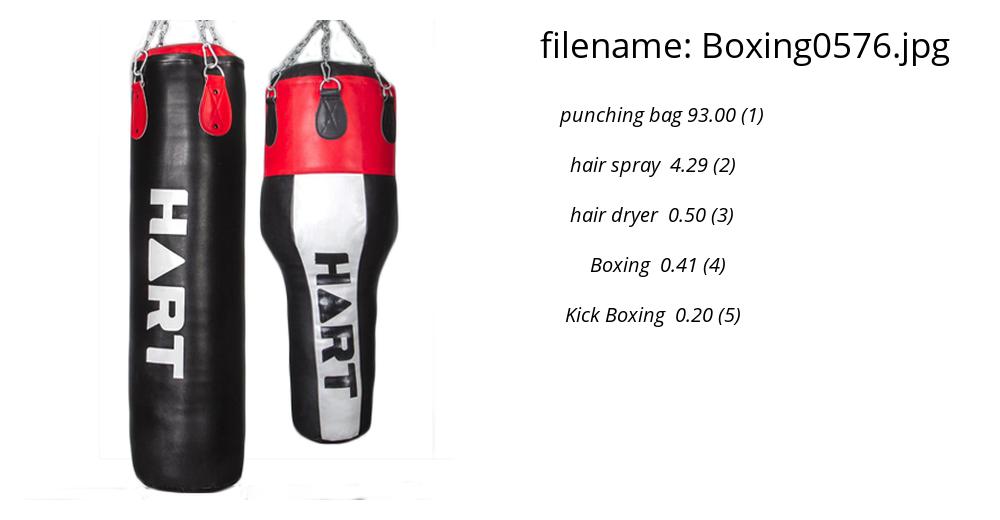 HART
HART
filename: Boxing0576.jpg
punching bag 93.00 (1)
hair spray 4.29 (2)
hair dryer 0.50 (3)
Boxing 0.41 (4)
Kick Boxing 0.20 (5)